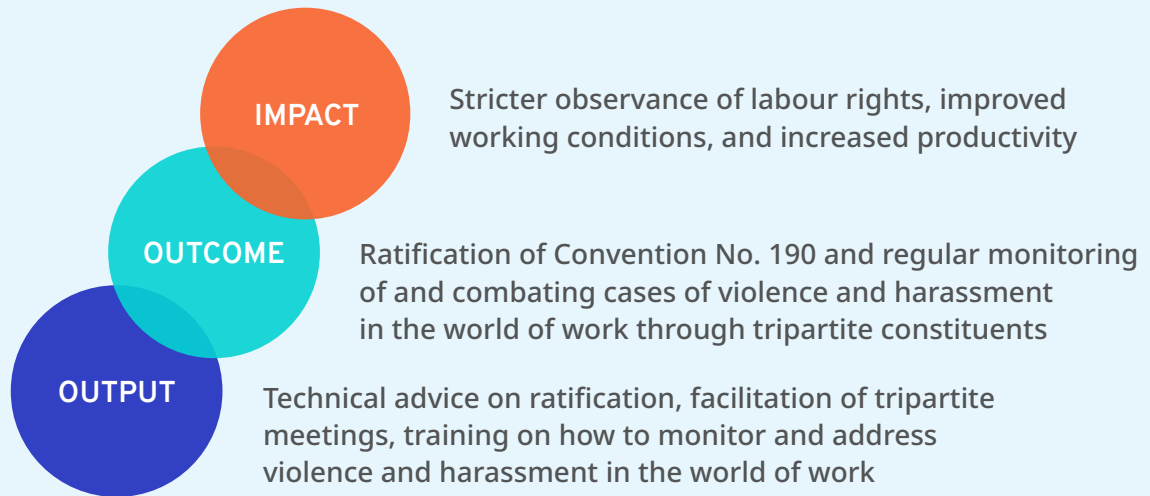 IMPACT
Stricter observance of labour rights, improved
working conditions, and increased productivity
OUTCOME
Ratification of Convention No. 190 and regular monitoring
of and combating cases of violence and harassment
in the world of work through tripartite constituents
OUTPUT
Technical advice on ratification, facilitation of tripartite
meetings, training on how to monitor and address
violence and harassment in the world of work